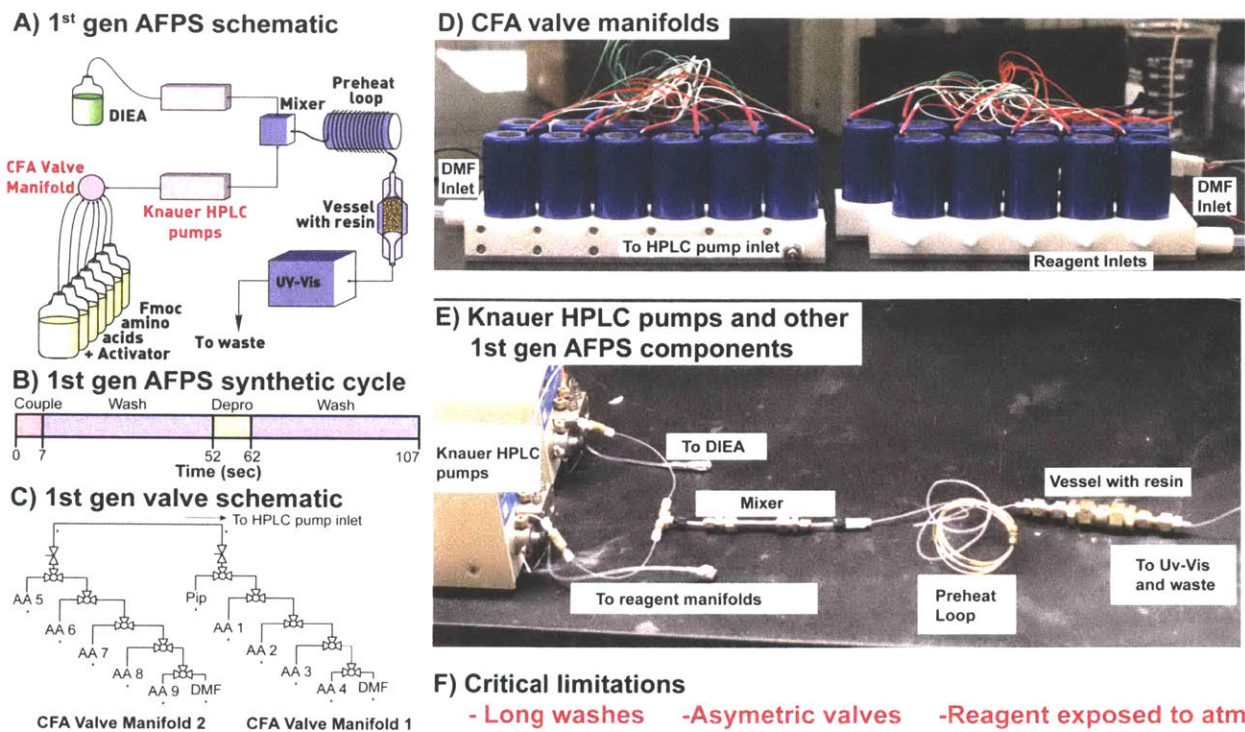 A) 1st gen AFPS schematic
DIEA
Mixer
Preheat
loop
CFA Valve
Manifold
Knauer HPLC
pumps
Vessel
with resin
UV-Vis
Fmoc
amino
acids
+ Activator
To waste
B) 1st gen AFPS synthetic cycle
Couple Wash Depro Wash
0 7 52 62 107
Time (sec)
C) 1st gen valve schematic
To HPLC pump inlet
AA 5
AA 6
AA 7
AA 8
AA 9 DMF
Pip
AA 1
AA 2
AA 3
AA 4 DMF
CFA Valve Manifold 2 CFA Valve Manifold 1
D) CFA valve manifolds
DMF
Inlet
To HPLC pump inlet
DMF
Inlet
Reagent Inlets
E) Knauer HPLC pumps and other
1st gen AFPS components
Knauer HPLC
pumps
To DIEA
Mixer
Vessel with resin
To reagent manifolds
Preheat
Loop
To Uv-Vis
and waste
F) Critical limitations
- Long washes -Asymetric valves -Reagent exposed to atm